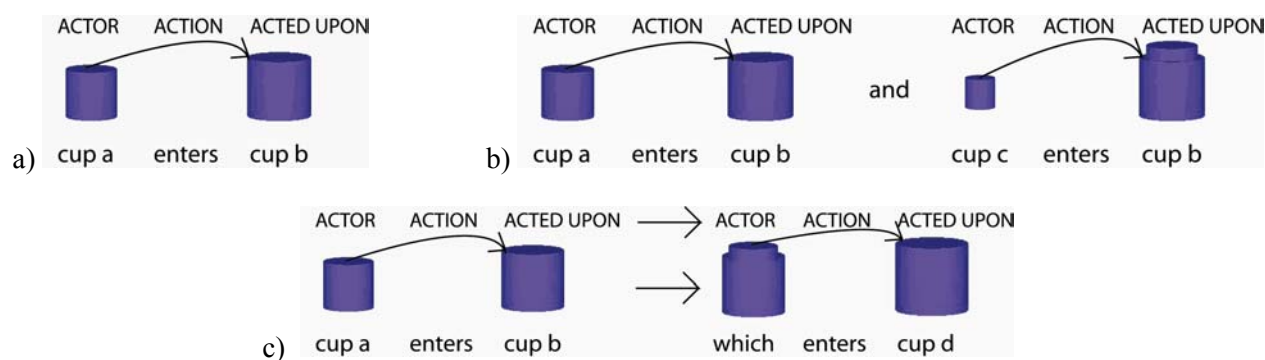 ACTOR ACTION ACTED UPON
a) cup a enters cup b
ACTOR ACTION ACTED UPON and ACTOR ACTION ACTED UPON
b) cup a enters cup b cup c enters cup b
ACTOR ACTION ACTED UPON ACTOR ACTION ACTED UPON
c) cup a enters cup b which enters cup d